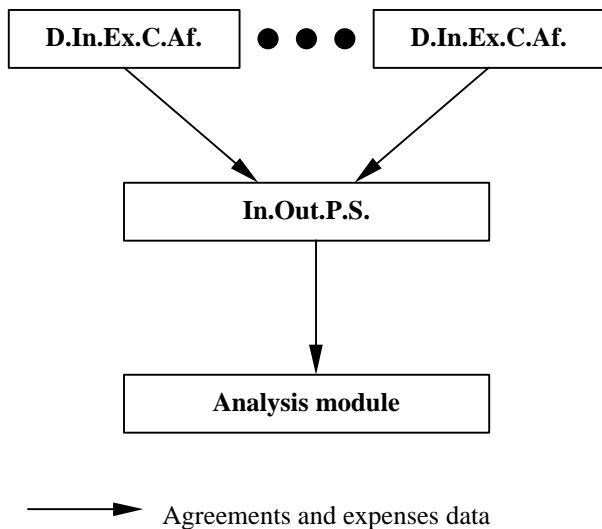 D.In.Ex.C.Af.
D.In.Ex.C.Af.
In.Out.P.S.
Analysis module
Agreements and expenses data